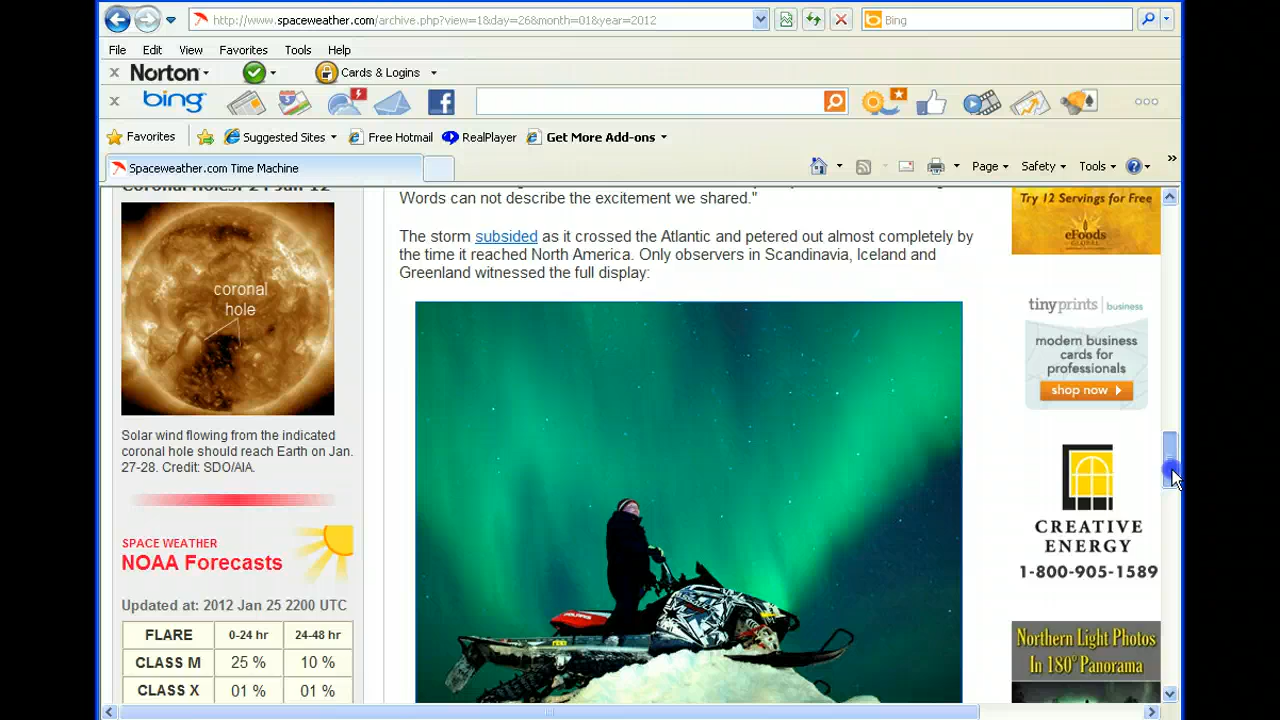 http://www.spaceweather.com/archive.php?view=1&day=26&month=01&year=2012
Bing
File Edit View Favorites Tools Help
Norton
Cards & Logins
bing
Favorites
Suggested Sites
Free Hotmail
RealPlayer
Get More Add-ons
Spaceweather.com Time Machine
Page
Safety
Tools
Coronal Holes: 24 Jan 12
coronal
hole
Solar wind flowing from the indicated
coronal hole should reach Earth on Jan.
27-28. Credit: SDO/AIA.
SPACE WEATHER
NOAA Forecasts
Updated at: 2012 Jan 25 2200 UTC
FLARE 0-24 hr 24-48 hr
CLASS M 25 % 10 %
CLASS X 01 % 01 %
Words can not describe the excitement we shared."
The storm subsided as it crossed the Atlantic and petered out almost completely by
the time it reached North America. Only observers in Scandinavia, Iceland and
Greenland witnessed the full display:
Try 12 Servings for Free
eFoods
GLOBAL
tinyprints business
modern business
cards for
professionals
shop now
CREATIVE
ENERGY
1-800-905-1589
Northern Light Photos
In 180° Panorama